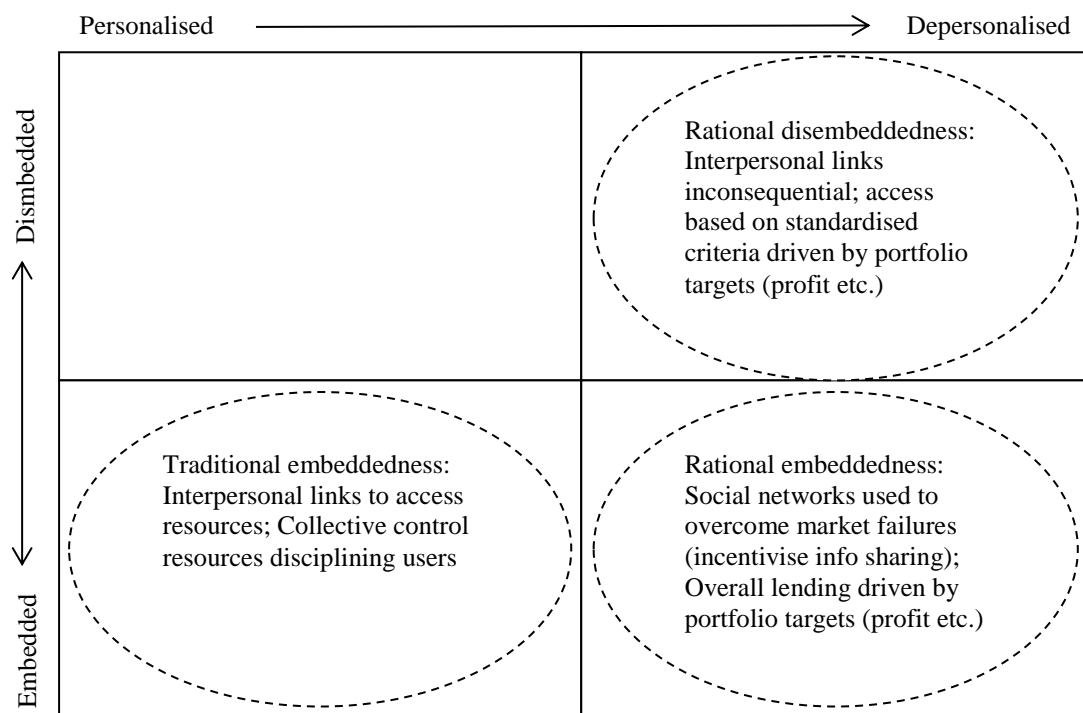 Personalised
Depersonalised
Dismbedded
Rational disembeddedness:
Interpersonal links
inconsequential; access
based on standardised
criteria driven by portfolio
targets (profit etc.)
Embedded
Traditional embeddedness:
Interpersonal links to access
resources; Collective control
resources disciplining users
Rational embeddedness:
Social networks used to
overcome market failures
(incentivise info sharing);
Overall lending driven by
portfolio targets (profit etc.)